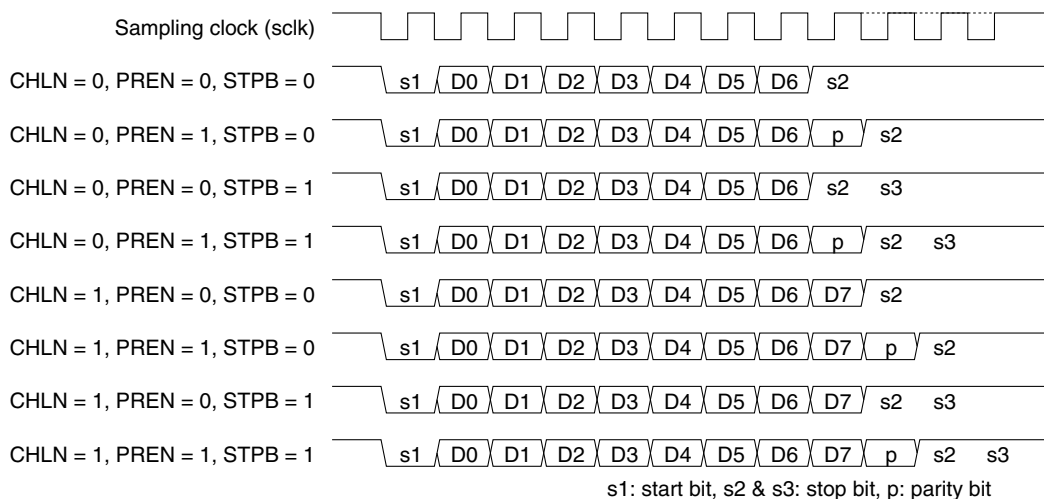 Sampling clock (sclk)
CHLN = 0, PREN = 0, STPB = 0 s1 D0 D1 D2 D3 D4 D5 D6 s2
CHLN = 0, PREN = 1, STPB = 0 s1 D0 D1 D2 D3 D4 D5 D6 p s2
CHLN = 0, PREN = 0, STPB = 1 s1 D0 D1 D2 D3 D4 D5 D6 s2 s3
CHLN = 0, PREN = 1, STPB = 1 s1 D0 D1 D2 D3 D4 D5 D6 p s2 s3
CHLN = 1, PREN = 0, STPB = 0 s1 D0 D1 D2 D3 D4 D5 D6 D7 s2
CHLN = 1, PREN = 1, STPB = 0 s1 D0 D1 D2 D3 D4 D5 D6 D7 p s2
CHLN = 1, PREN = 0, STPB = 1 s1 D0 D1 D2 D3 D4 D5 D6 D7 s2 s3
CHLN = 1, PREN = 1, STPB = 1 s1 D0 D1 D2 D3 D4 D5 D6 D7 p s2 s3
s1: start bit, s2 & s3: stop bit, p: parity bit